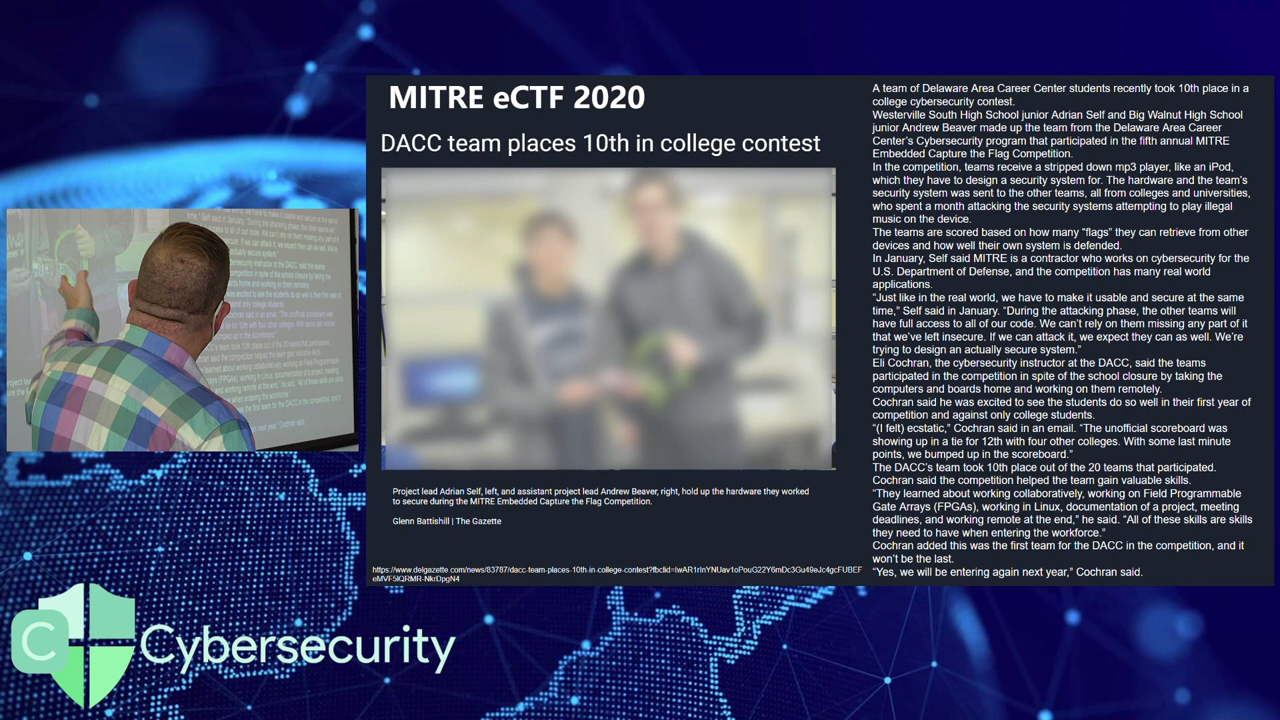 MITRE eCTF 2020
DACC team places 10th in college contest
Project lead Adrian Self, left, and assistant project lead Andrew Beaver, right, hold up the hardware they worked
to secure during the MITRE Embedded Capture the Flag Competition.
Glenn Battishill | The Gazette
A team of Delaware Area Career Center students recently took 10th place in a
college cybersecurity contest.
Westerville South High School junior Adrian Self and Big Walnut High School
junior Andrew Beaver made up the team from the Delaware Area Career
Center's Cybersecurity program that participated in the fifth annual MITRE
Embedded Capture the Flag Competition.
In the competition, teams receive a stripped down mp3 player, like an iPod,
which they have to design a security system for. The hardware and the team's
security system was sent to the other teams, all from colleges and universities,
who spent a month attacking the security systems attempting to play illegal
music on the device.
The teams are scored based on how many "flags" they can retrieve from other
devices and how well their own system is defended.
In January, Self said MITRE is a contractor who works on cybersecurity for the
U.S. Department of Defense, and the competition has many real world
applications.
"Just like in the real world, we have to make it usable and secure at the same
time," Self said in January. "During the attacking phase, the other teams will
have full access to all of our code. We can't rely on them missing any part of it
that we've left insecure. If we can attack it, we expect they can as well. We're
trying to design an actually secure system."
Eli Cochran, the cybersecurity instructor at the DACC, said the teams
participated in the competition in spite of the school closure by taking the
computers and boards home and working on them remotely.
Cochran said he was excited to see the students do so well in their first year of
competition and against only college students.
"(I felt) ecstatic," Cochran said in an email. "The unofficial scoreboard was
showing up in a tie for 12th with four other colleges. With some last minute
points, we bumped up in the scoreboard."
The DACC's team took 10th place out of the 20 teams that participated.
Cochran said the competition helped the team gain valuable skills.
"They learned about working collaboratively, working on Field Programmable
Gate Arrays (FPGAs), working in Linux, documentation of a project, meeting
deadlines, and working remote at the end," he said. "All of these skills are skills
they need to have when entering the workforce."
Cochran added this was the first team for the DACC in the competition, and it
won't be the last.
"Yes, we will be entering again next year," Cochran said.
C Cybersecurity